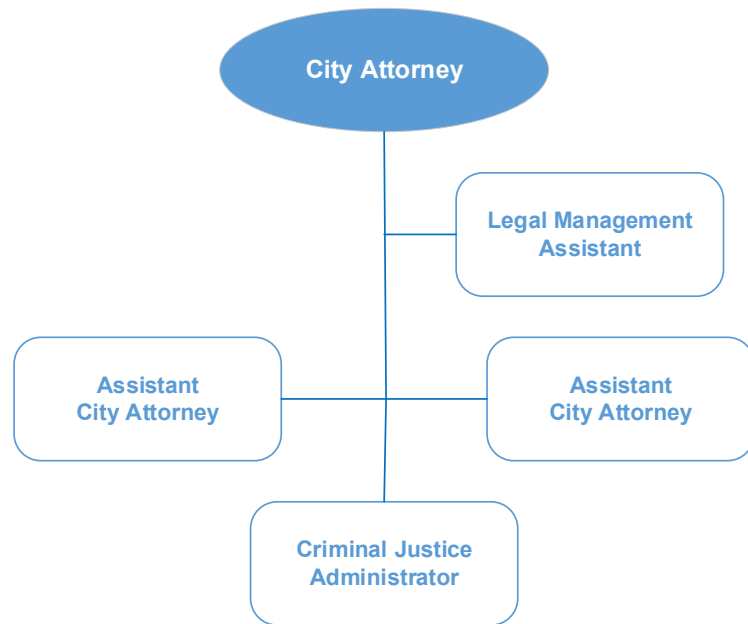 City Attorney
Legal Management
Assistant
Assistant
City Attorney
Assistant
City Attorney
Criminal Justice
Administrator